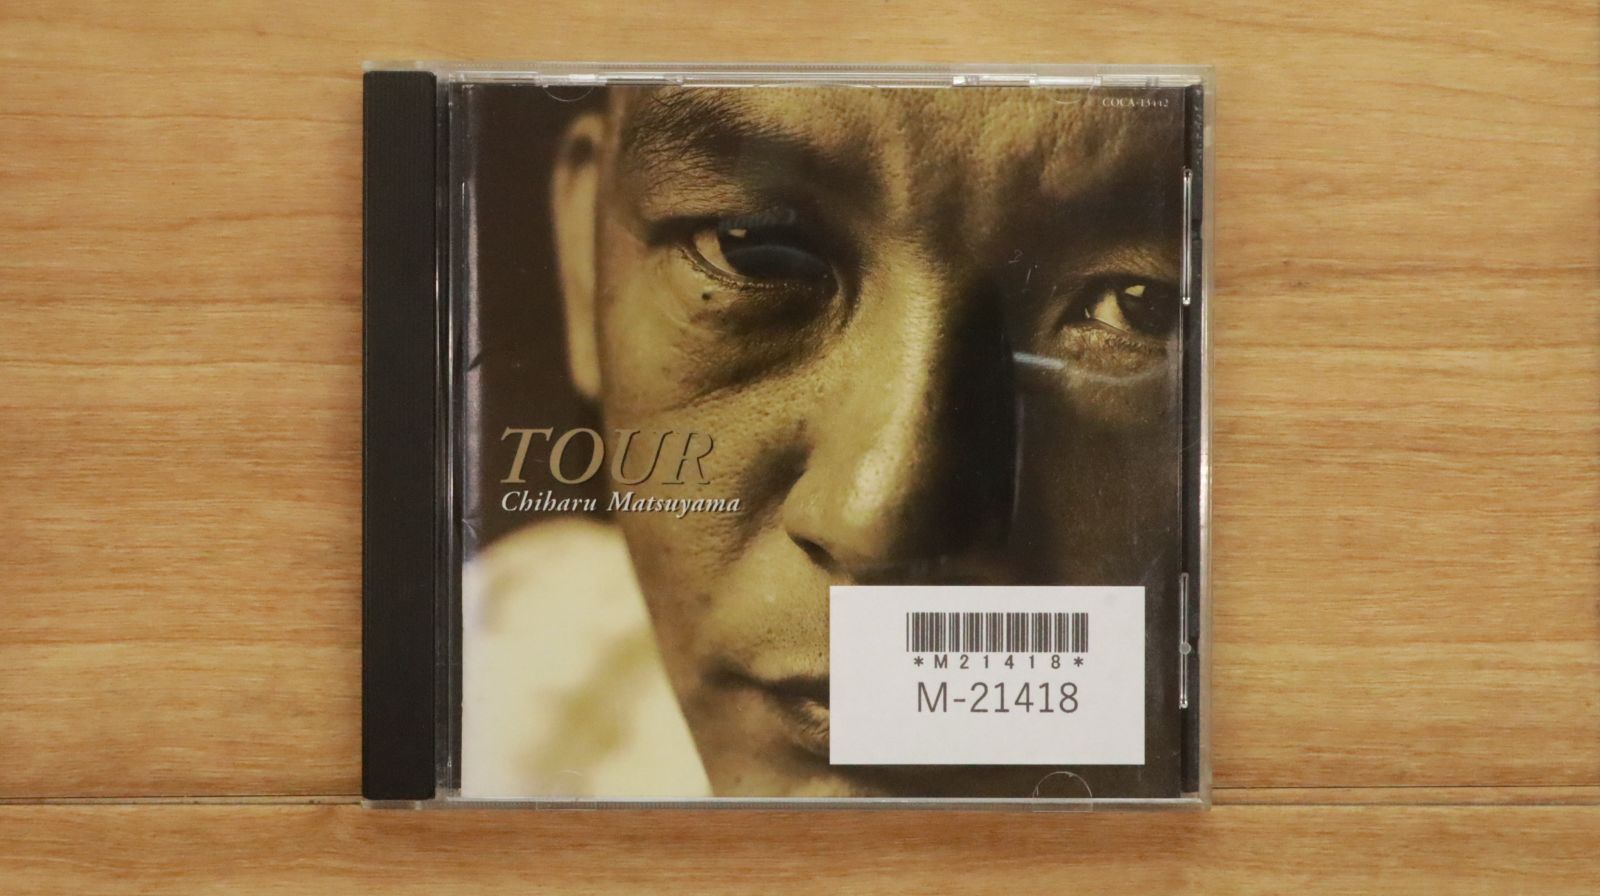 COCA-13442
TOUR
Chiharu Matsuyama
*M21418*
M-21418